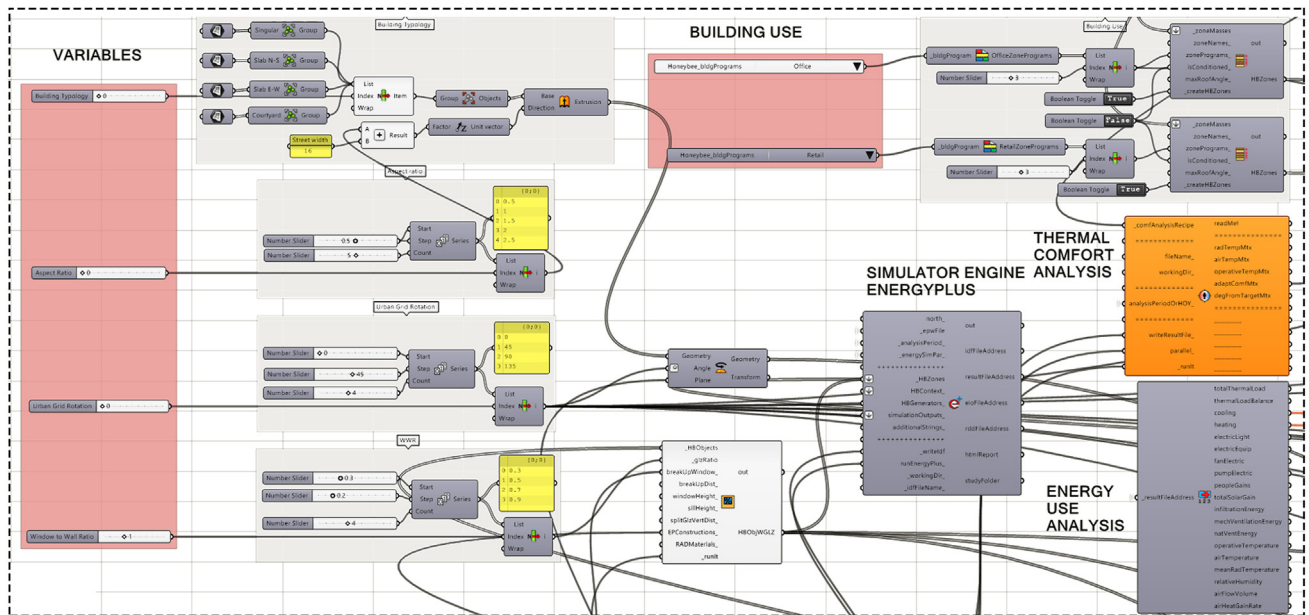 VARIABLES
Building Typology 0
Aspect Ratio 0
Urban Grid Rotation 0
Window to Wall Ratio 1
Building Typology
Singular Group
Slab N-S Group
Slab E-W Group
Courtyard Group
List
Index Item
Wrap
Group Objects
Base
Direction
Extrusion
Street width
16
A
B
Result
Factor Unit vector
Aspect ratio
Number Slider 0.5
Number Slider 5
Start
Step Series
Count
{0;0}
0 0.5
1 1
2 1.5
3 2
4 2.5
List
Index i
Wrap
Urban Grid Rotation
Number Slider 0
Number Slider 45
Number Slider 4
Start
Step Series
Count
{0;0}
0 0
1 45
2 90
3 135
List
Index i
Wrap
WWR
Number Slider 0.3
Number Slider 0.2
Number Slider 4
Start
Step Series
Count
{0;0}
0 0.3
1 0.5
2 0.7
3 0.9
List
Index i
Wrap
BUILDING USE
Honeybee_bldgPrograms Office
Honeybee_bldgPrograms Retail
Building Use
_bldgProgram OfficeZonePrograms
Number Slider 3
List
Index i
Wrap
Boolean Toggle True
Boolean Toggle False
_bldgProgram RetailZonePrograms
Number Slider 3
List
Index i
Wrap
Boolean Toggle True
_zoneMasses
zoneNames_
zonePrograms_
isConditioned_
maxRoofAngle_
_createHBZones
out
HBZones
_zoneMasses
zoneNames_
zonePrograms_
isConditioned_
maxRoofAngle_
_createHBZones
out
HBZones
Geometry
Angle
Plane
Geometry
Transform
_HBObjects
_glzRatio
breakUpWindow_
breakUpDist_
windowHeight_
sillHeight_
splitGlzVertDist_
EPConstructions_
RADMaterials_
_runit
out
HBObjWGLZ
SIMULATOR ENGINE
ENERGYPLUS
north_
_epwFile
_analysisPeriod_
_energySimPar_
_HBZones
HBContext_
HBGenerators_
simulationOutputs_
additionalStrings_
_writeIdf
runEnergyPlus_
_workingDir_
_idfFileName_
out
idfFileAddress
resultFileAddress
eioFileAddress
rddFileAddress
htmlReport
studyFolder
THERMAL
COMFORT
ANALYSIS
_comfAnalysisRecipe
fileName_
workingDir_
analysisPeriodOrHOY_
writeResultFile_
parallel_
_runit
readMe!
radTempMtx
airTempMtx
operativeTempMtx
adaptComfMtx
degFromTargetMtx
ENERGY
USE
ANALYSIS
_resultFileAddress
totalThermalLoad
thermalLoadBalance
cooling
heating
electricLight
electricEquip
fanElectric
pumpElectric
peopleGains
totalSolarGain
infiltrationEnergy
mechVentilationEnergy
natVentEnergy
operativeTemperature
airTemperature
meanRadTemperature
relativeHumidity
airFlowVolume
airHeatGainRate